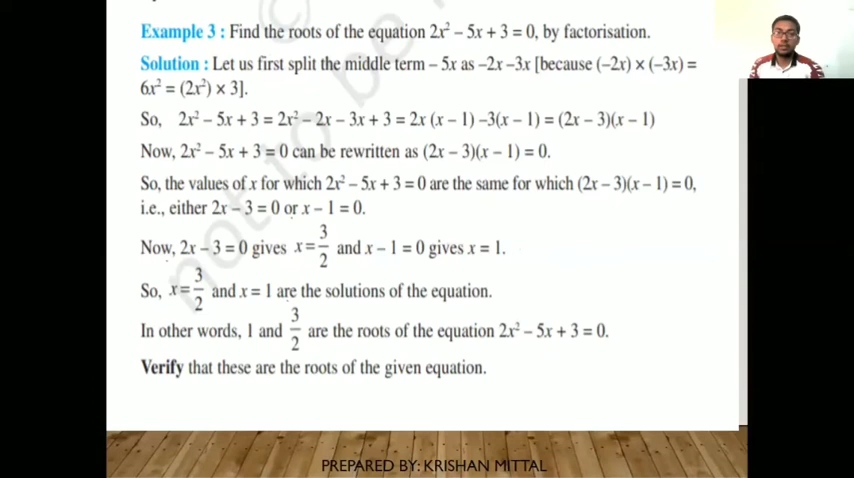 Example 3 : Find the roots of the equation 2x² – 5x + 3 = 0, by factorisation.
Solution : Let us first split the middle term – 5x as –2x –3x [because (–2x) × (–3x) =
6x² = (2x²) × 3].
So, 2x² – 5x + 3 = 2x² – 2x – 3x + 3 = 2x (x – 1) –3(x – 1) = (2x – 3)(x – 1)
Now, 2x² – 5x + 3 = 0 can be rewritten as (2x – 3)(x – 1) = 0.
So, the values of x for which 2x² – 5x + 3 = 0 are the same for which (2x – 3)(x – 1) = 0,
i.e., either 2x – 3 = 0 or x – 1 = 0.
Now, 2x – 3 = 0 gives x = 3/2 and x – 1 = 0 gives x = 1.
So, x = 3/2 and x = 1 are the solutions of the equation.
In other words, 1 and 3/2 are the roots of the equation 2x² – 5x + 3 = 0.
Verify that these are the roots of the given equation.
not to be
PREPARED BY: KRISHAN MITTAL